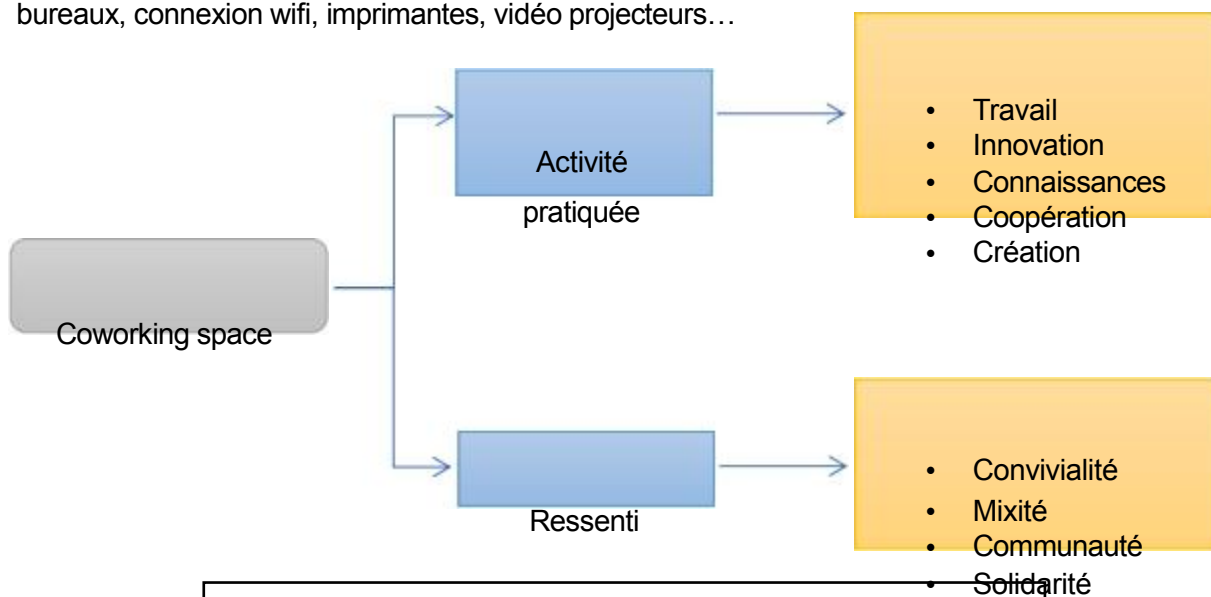 bureaux, connexion wifi, imprimantes, vidéo projecteurs…
Activité
pratiquée
• Travail
• Innovation
• Connaissances
• Coopération
• Création
Coworking space
Ressenti
• Convivialité
• Mixité
• Communauté
• Solidarité